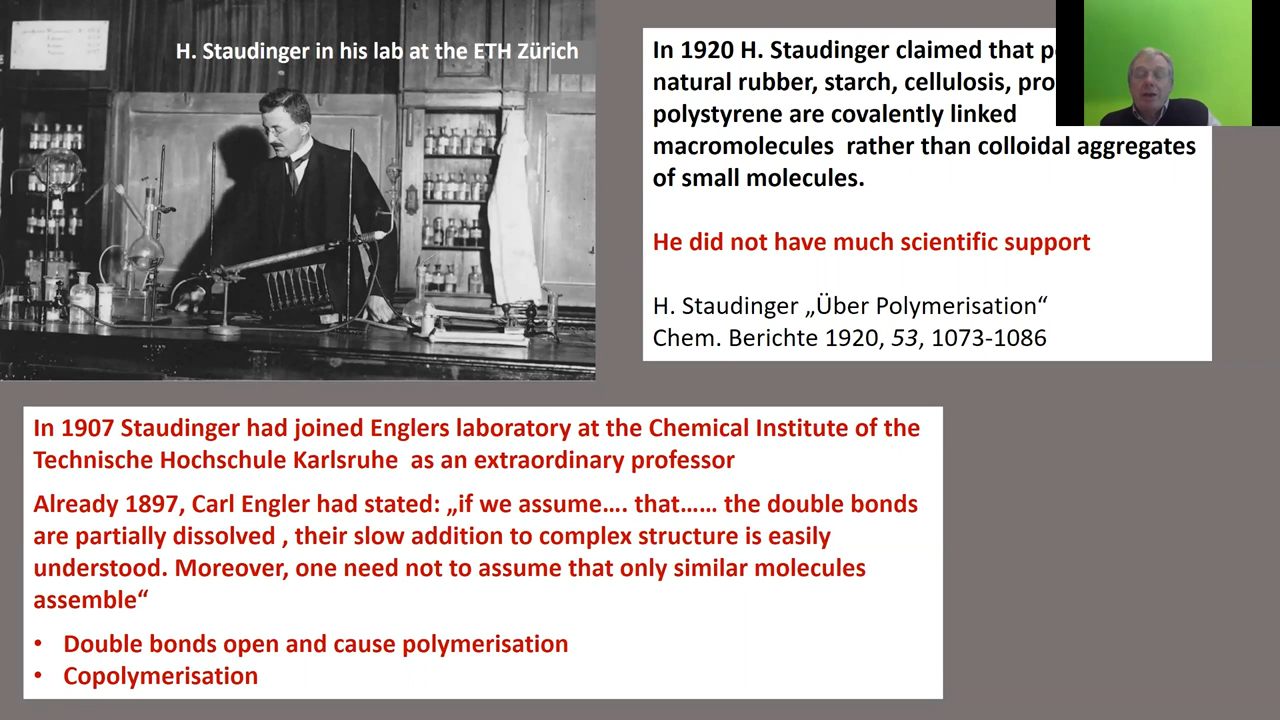 H. Staudinger in his lab at the ETH Zürich
In 1920 H. Staudinger claimed that
natural rubber, starch, cellulosis,
polystyrene are covalently linked
macromolecules rather than colloidal aggregates
of small molecules.
He did not have much scientific support
H. Staudinger „Über Polymerisation“
Chem. Berichte 1920, 53, 1073-1086
In 1907 Staudinger had joined Englers laboratory at the Chemical Institute of the
Technische Hochschule Karlsruhe as an extraordinary professor
Already 1897, Carl Engler had stated: „if we assume…. that…… the double bonds
are partially dissolved , their slow addition to complex structure is easily
understood. Moreover, one need not to assume that only similar molecules
assemble“
• Double bonds open and cause polymerisation
• Copolymerisation